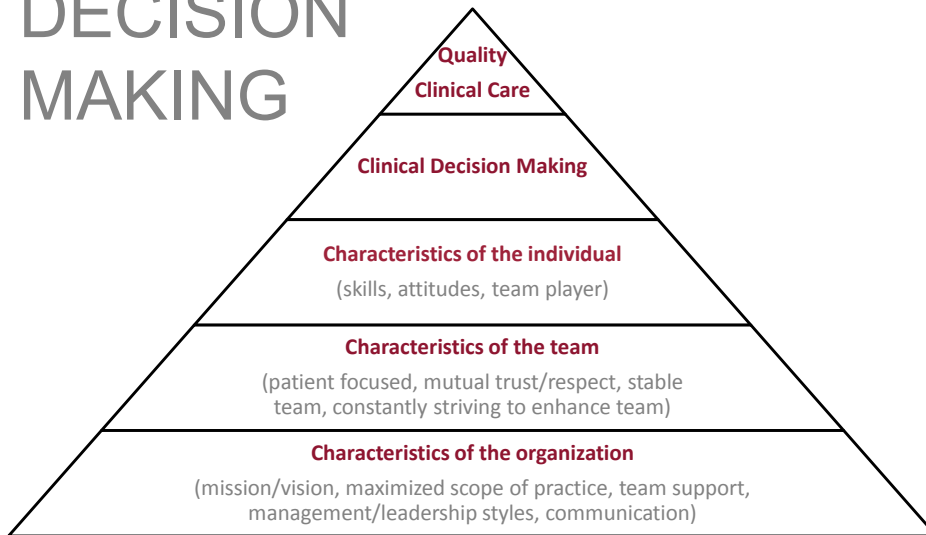 DECISION
MAKING
Quality
Clinical Care
Clinical Decision Making
Characteristics of the individual
(skills, attitudes, team player)
Characteristics of the team
(patient focused, mutual trust/respect, stable
team, constantly striving to enhance team)
Characteristics of the organization
(mission/vision, maximized scope of practice, team support,
management/leadership styles, communication)